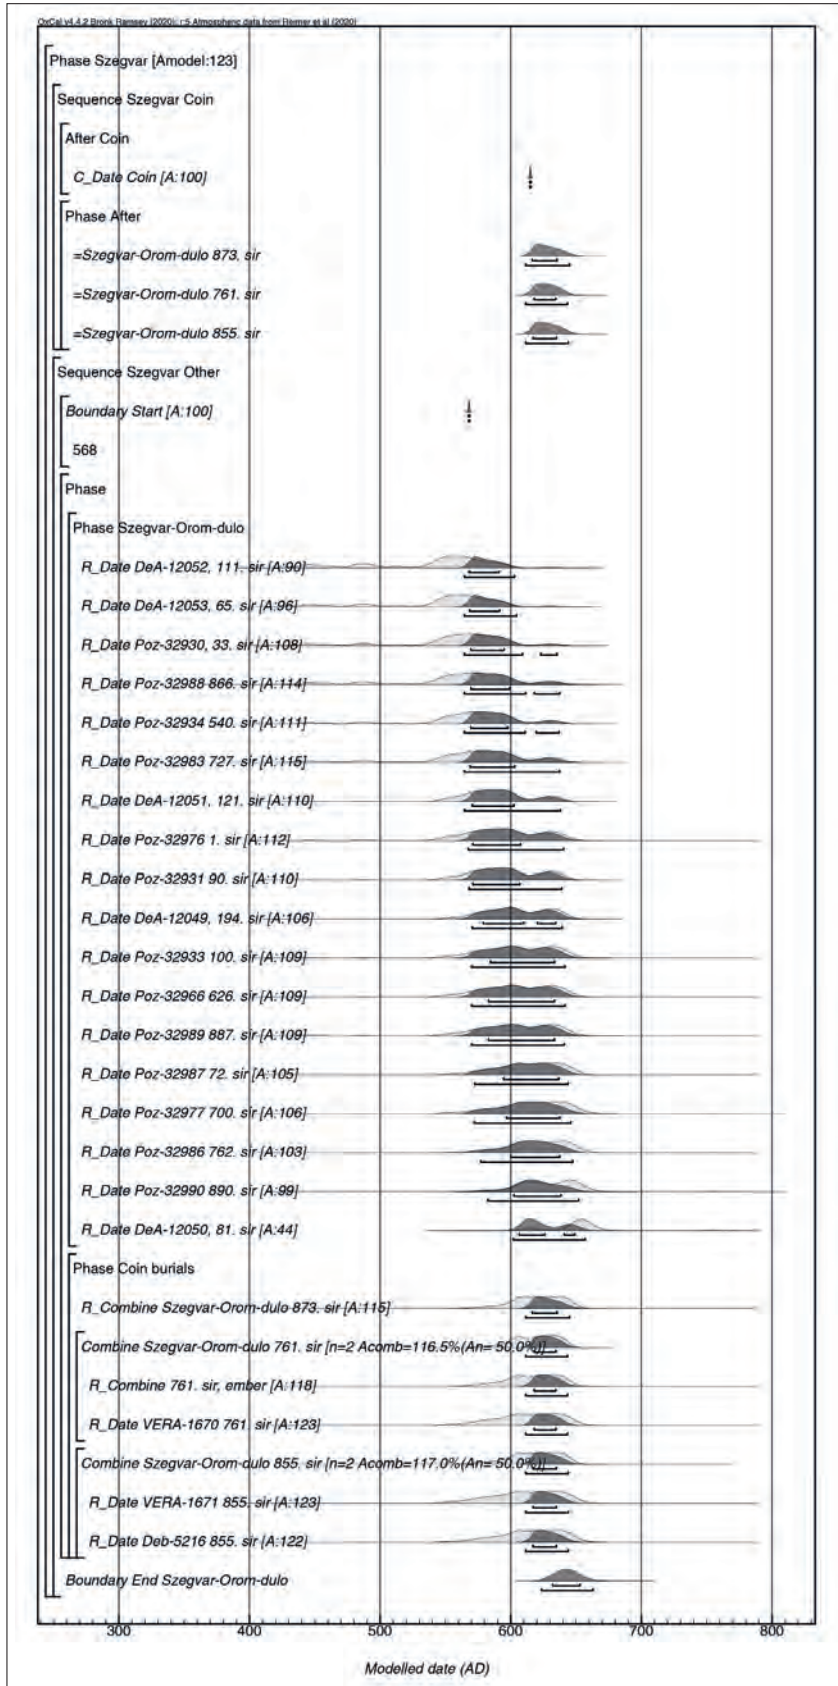 OxCal v4.4.2 Bronk Ramsey (2020); r:5 Atmospheric data from Reimer et al (2020)
Phase Szegvar [Amodel:123]
Sequence Szegvar Coin
After Coin
C_Date Coin [A:100]
Phase After
=Szegvar-Orom-dulo 873. sir
=Szegvar-Orom-dulo 761. sir
=Szegvar-Orom-dulo 855. sir
Sequence Szegvar Other
Boundary Start [A:100]
568
Phase
Phase Szegvar-Orom-dulo
R_Date DeA-12052, 111. sir [A:90]
R_Date DeA-12053, 65. sir [A:96]
R_Date Poz-32930, 33. sir [A:108]
R_Date Poz-32988 866. sir [A:114]
R_Date Poz-32934 540. sir [A:111]
R_Date Poz-32983 727. sir [A:115]
R_Date DeA-12051, 121. sir [A:110]
R_Date Poz-32976 1. sir [A:112]
R_Date Poz-32931 90. sir [A:110]
R_Date DeA-12049, 194. sir [A:106]
R_Date Poz-32933 100. sir [A:109]
R_Date Poz-32966 626. sir [A:109]
R_Date Poz-32989 887. sir [A:109]
R_Date Poz-32987 72. sir [A:105]
R_Date Poz-32977 700. sir [A:106]
R_Date Poz-32986 762. sir [A:103]
R_Date Poz-32990 890. sir [A:99]
R_Date DeA-12050, 81. sir [A:44]
Phase Coin burials
R_Combine Szegvar-Orom-dulo 873. sir [A:115]
Combine Szegvar-Orom-dulo 761. sir [n=2 Acomb=116.5%(An= 50.0%)]
R_Combine 761. sir, ember [A:118]
R_Date VERA-1670 761. sir [A:123]
Combine Szegvar-Orom-dulo 855. sir [n=2 Acomb=117.0%(An= 50.0%)]
R_Date VERA-1671 855. sir [A:123]
R_Date Deb-5216 855. sir [A:122]
Boundary End Szegvar-Orom-dulo
300 400 500 600 700 800
Modelled date (AD)